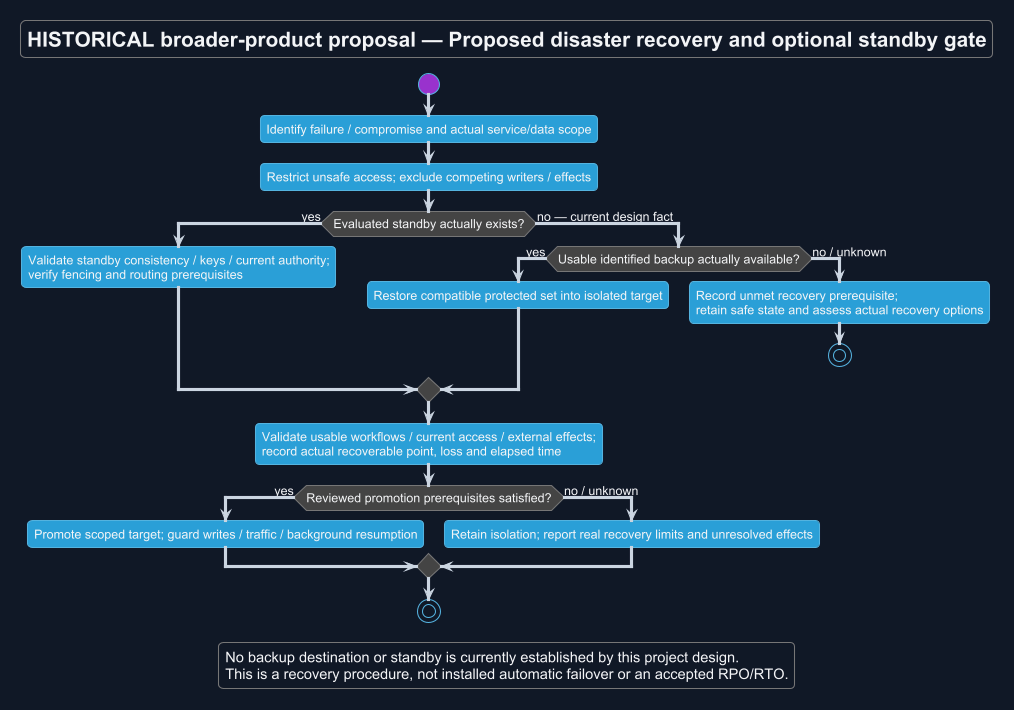 HISTORICAL broader-product proposal — Proposed disaster recovery and optional standby gate
Identify failure / compromise and actual service/data scope
Restrict unsafe access; exclude competing writers / effects
yes
Evaluated standby actually exists?
no — current design fact
Validate standby consistency / keys / current authority;
verify fencing and routing prerequisites
yes
Usable identified backup actually available?
no / unknown
Restore compatible protected set into isolated target
Record unmet recovery prerequisite;
retain safe state and assess actual recovery options
Validate usable workflows / current access / external effects;
record actual recoverable point, loss and elapsed time
yes
Reviewed promotion prerequisites satisfied?
no / unknown
Promote scoped target; guard writes / traffic / background resumption
Retain isolation; report real recovery limits and unresolved effects
No backup destination or standby is currently established by this project design.
This is a recovery procedure, not installed automatic failover or an accepted RPO/RTO.